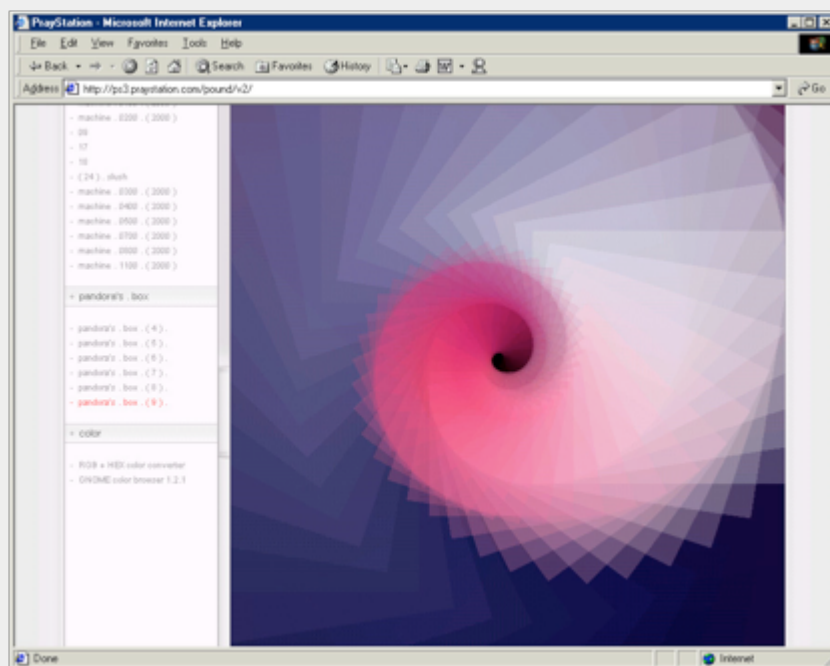 PrayStation - Microsoft Internet Explorer
File Edit View Favorites Tools Help
Back Search Favorites History
Address http://ps3.praystation.com/pound/v2/ Go
- machine . 0200 . ( 2000 )
- 09
- 17
- 18
- ( 24 ) . slush
- machine . 0300 . ( 2000 )
- machine . 0400 . ( 2000 )
- machine . 0500 . ( 2000 )
- machine . 0700 . ( 2000 )
- machine . 0800 . ( 2000 )
- machine . 1100 . ( 2000 )
+ pandora's . box
- pandora's . box . ( 4 ) .
- pandora's . box . ( 5 ) .
- pandora's . box . ( 6 ) .
- pandora's . box . ( 7 ) .
- pandora's . box . ( 8 ) .
- pandora's . box . ( 9 ) .
+ color
- RGB + HEX color converter
- GNOME color browser 1.2.1
Done Internet